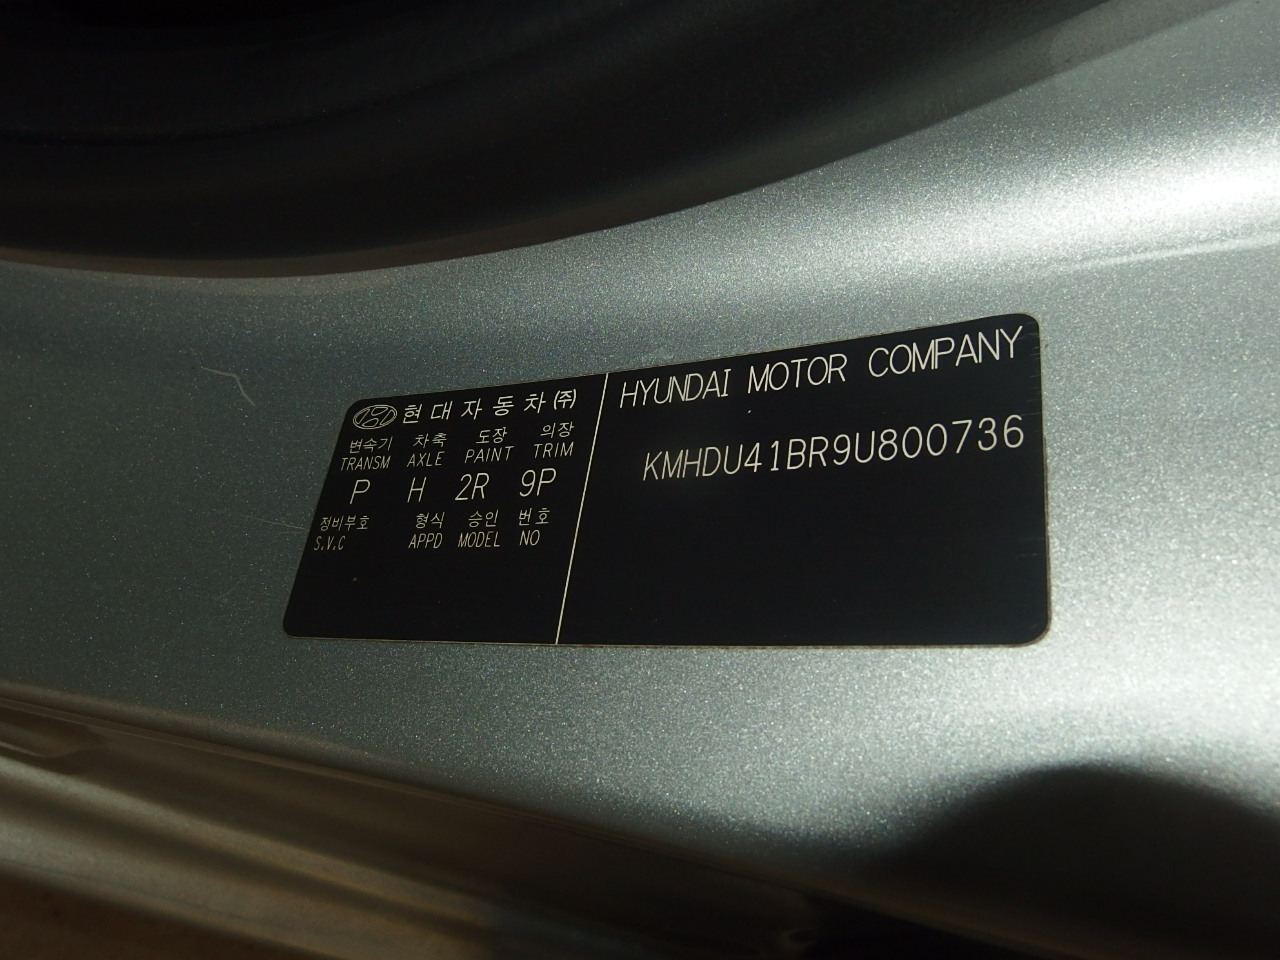 현대자동차(주)
변속기 차축 도장 의장
TRANSM AXLE PAINT TRIM
P H 2R 9P
정비부호 형식 승인 번호
S.V.C APPD MODEL NO
HYUNDAI MOTOR COMPANY
KMHDU41BR9U800736